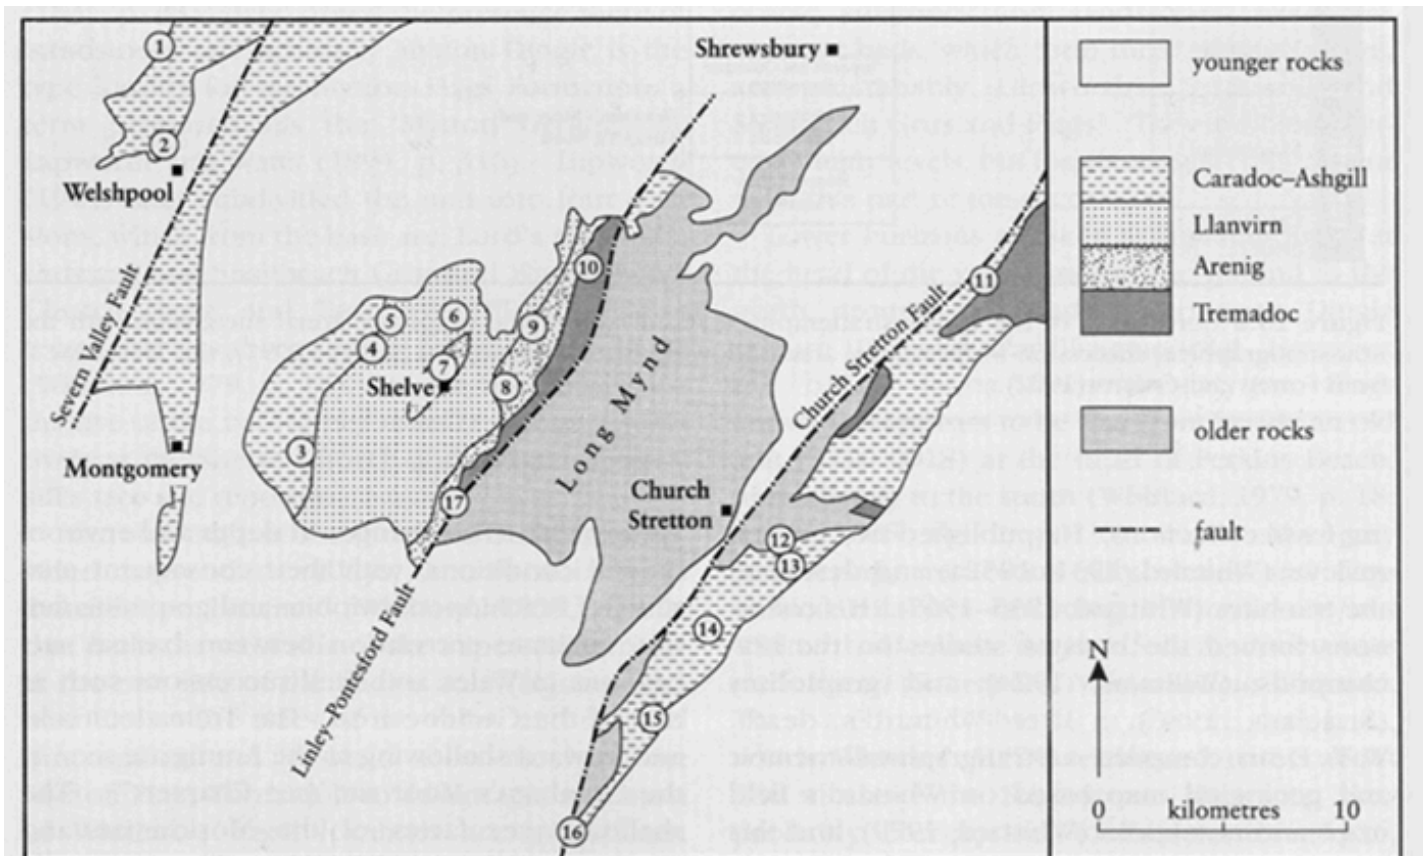 Shrewsbury
Welshpool
Severn Valley Fault
Montgomery
Shelve
Long Mynd
Church
Stretton
Church Stretton Fault
Linley–Pontesford Fault
1
2
3
4
5
6
7
8
9
10
11
12
13
14
15
16
17
younger rocks
Caradoc–Ashgill
Llanvirn
Arenig
Tremadoc
older rocks
fault
N
0 kilometres 10